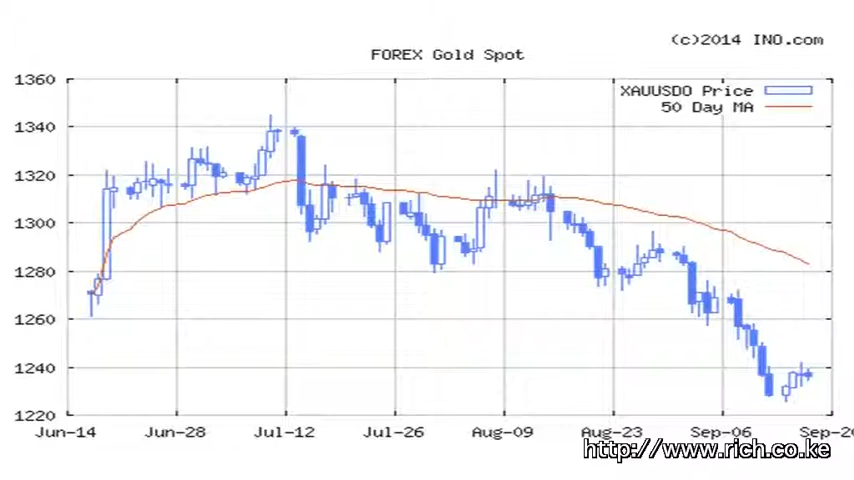 (c)2014 INO.com
FOREX Gold Spot
1360
XAUUSDO Price
50 Day MA
1340
1320
1300
1280
1260
1240
1220
Jun-14 Jun-28 Jul-12 Jul-26 Aug-09 Aug-23 Sep-06 Sep-20
http://www.rich.co.ke